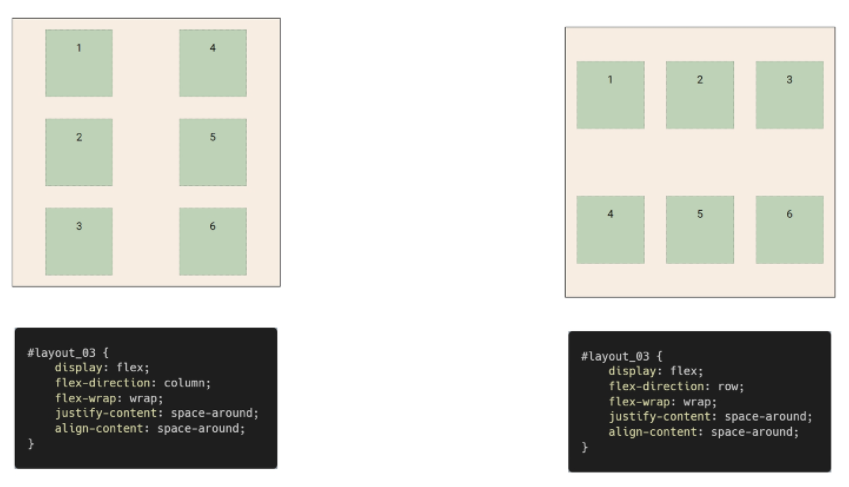 1 4
2 5
3 6
#layout_03 {
    display: flex;
    flex-direction: column;
    flex-wrap: wrap;
    justify-content: space-around;
    align-content: space-around;
}
1 2 3
4 5 6
#layout_03 {
    display: flex;
    flex-direction: row;
    flex-wrap: wrap;
    justify-content: space-around;
    align-content: space-around;
}